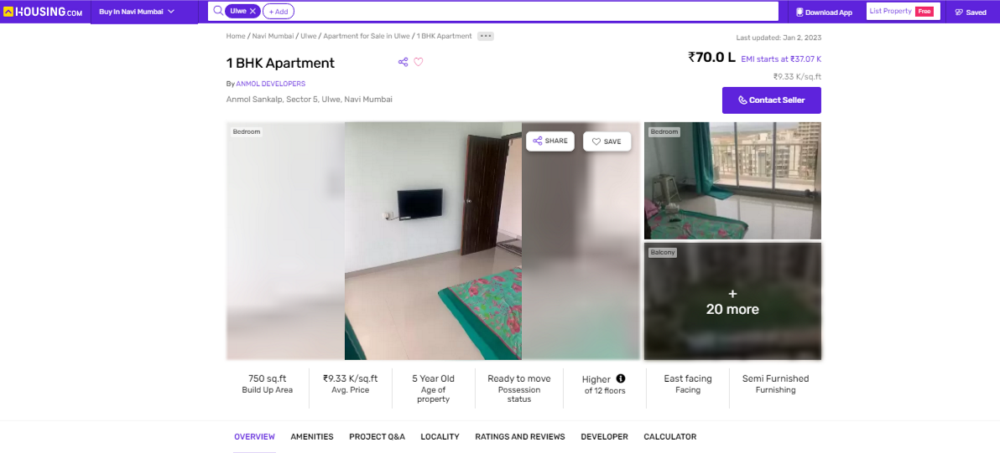 HOUSING.COM
Buy In Navi Mumbai
Ulwe
+ Add
Download App
List Property Free
Saved
Home / Navi Mumbai / Ulwe / Apartment for Sale in Ulwe / 1 BHK Apartment
Last updated: Jan 2, 2023
1 BHK Apartment
₹70.0 L EMI starts at ₹37.07 K
₹9.33 K/sq.ft
By ANMOL DEVELOPERS
Anmol Sankalp, Sector 5, Ulwe, Navi Mumbai
Contact Seller
Bedroom
SHARE
SAVE
Bedroom
Balcony
+
20 more
750 sq.ft
Build Up Area
₹9.33 K/sq.ft
Avg. Price
5 Year Old
Age of
property
Ready to move
Possession
status
Higher
of 12 floors
East facing
Facing
Semi Furnished
Furnishing
OVERVIEW
AMENITIES
PROJECT Q&A
LOCALITY
RATINGS AND REVIEWS
DEVELOPER
CALCULATOR